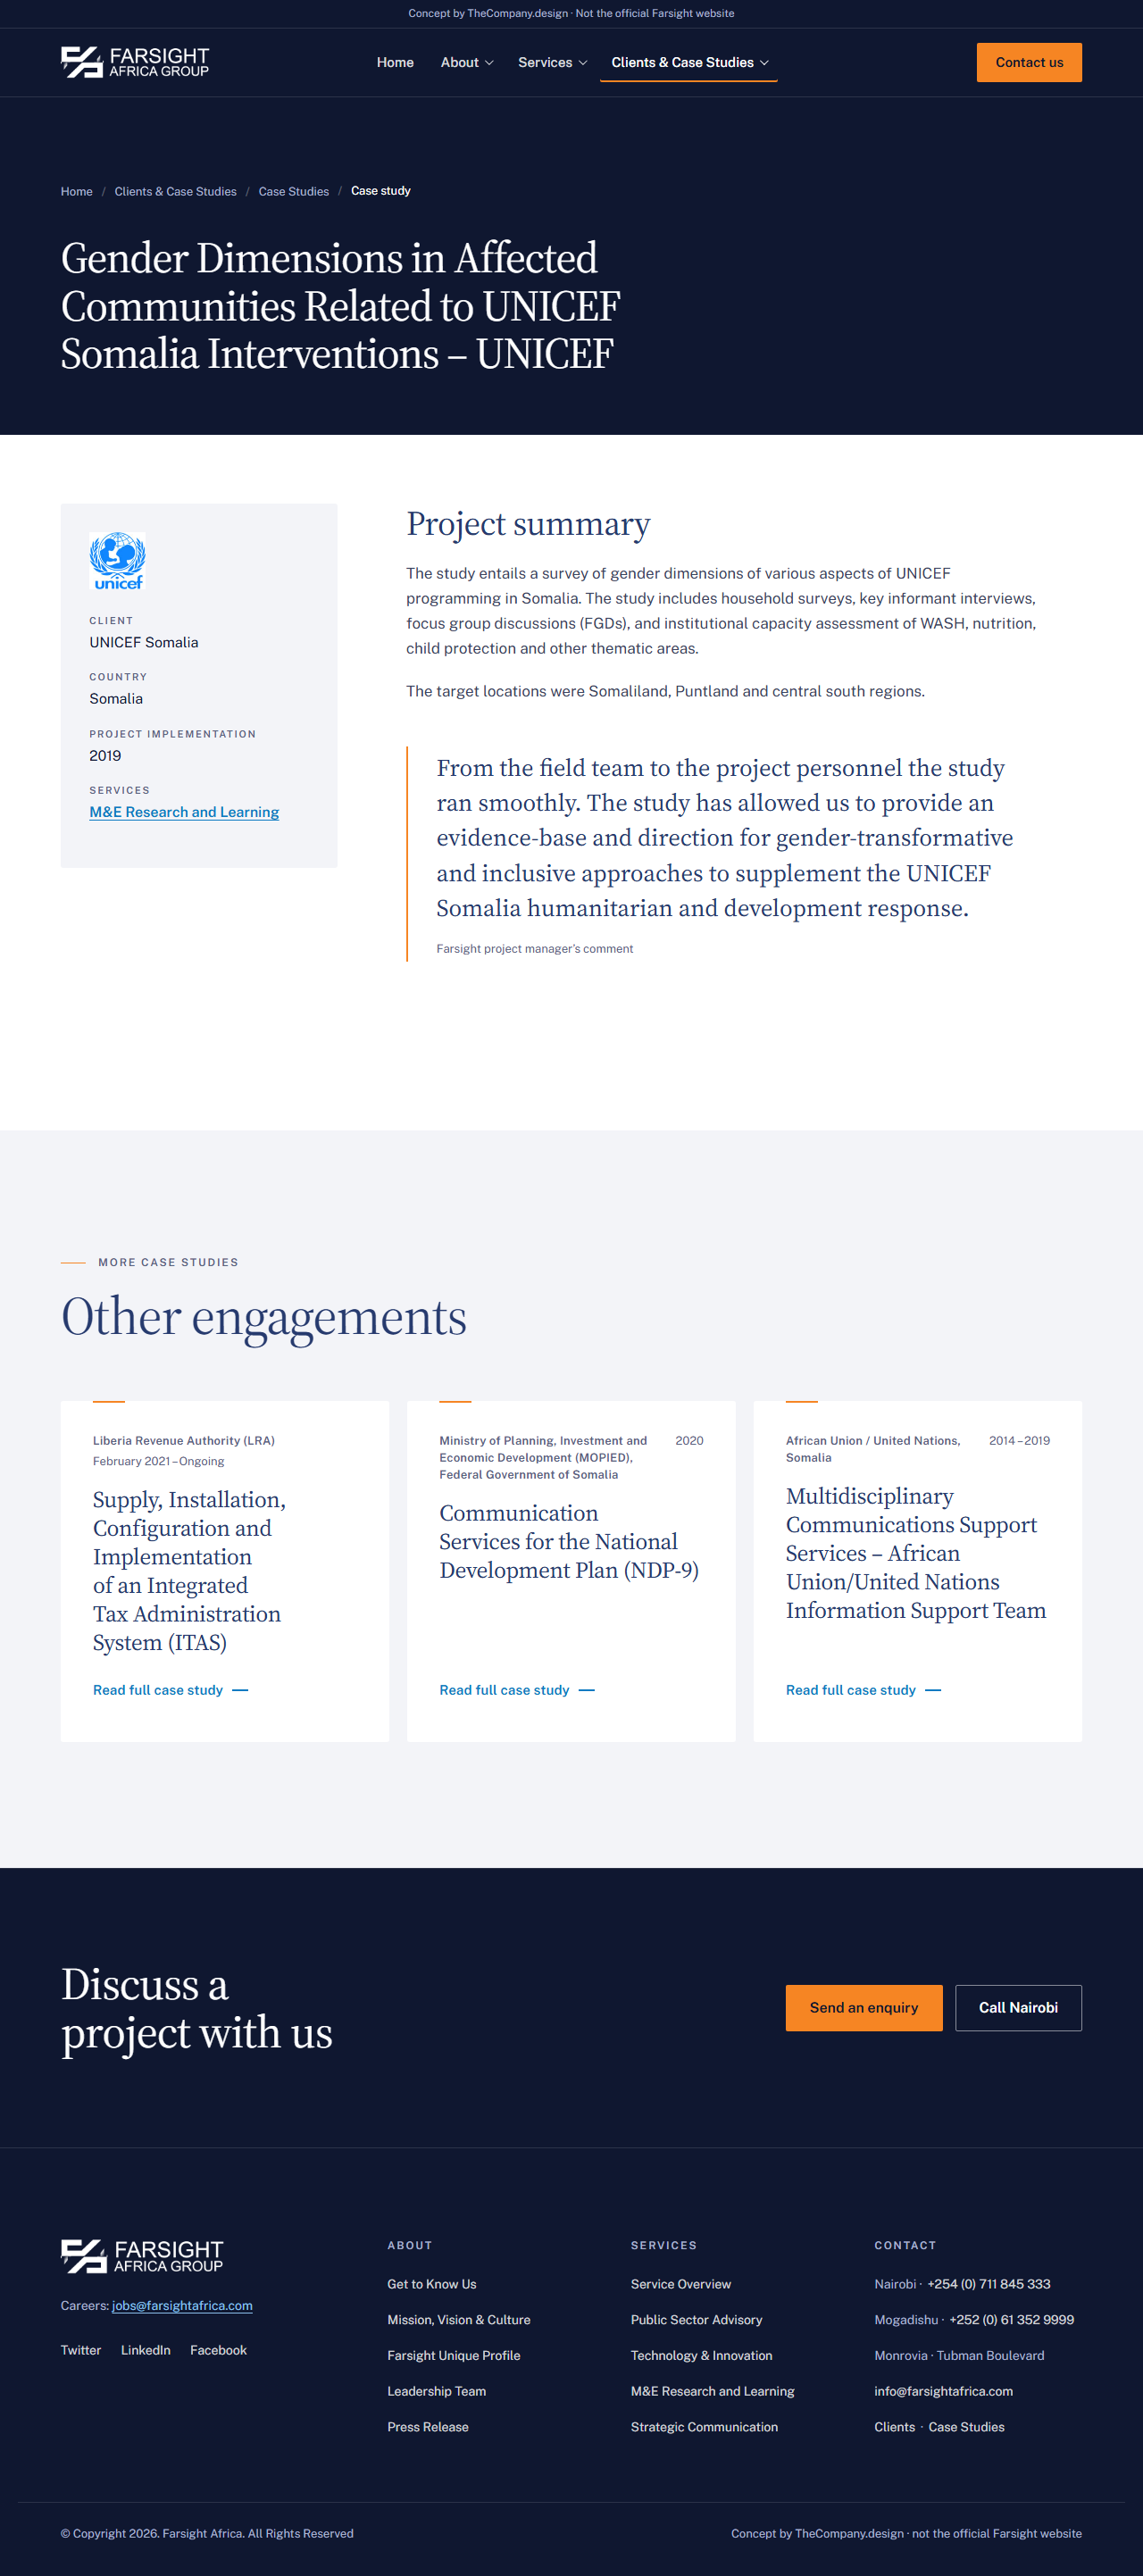 Concept by TheCompany.design · Not the official Farsight website
FARSIGHT
AFRICA GROUP
Home
About
Services
Clients & Case Studies
Contact us
Home / Clients & Case Studies / Case Studies / Case study
Gender Dimensions in Affected
Communities Related to UNICEF
Somalia Interventions – UNICEF
unicef
CLIENT
UNICEF Somalia
COUNTRY
Somalia
PROJECT IMPLEMENTATION
2019
SERVICES
M&E Research and Learning
Project summary
The study entails a survey of gender dimensions of various aspects of UNICEF
programming in Somalia. The study includes household surveys, key informant interviews,
focus group discussions (FGDs), and institutional capacity assessment of WASH, nutrition,
child protection and other thematic areas.
The target locations were Somaliland, Puntland and central south regions.
From the field team to the project personnel the study
ran smoothly. The study has allowed us to provide an
evidence-base and direction for gender-transformative
and inclusive approaches to supplement the UNICEF
Somalia humanitarian and development response.
Farsight project manager's comment
MORE CASE STUDIES
Other engagements
Liberia Revenue Authority (LRA)
February 2021 – Ongoing
Supply, Installation,
Configuration and
Implementation
of an Integrated
Tax Administration
System (ITAS)
Read full case study
Ministry of Planning, Investment and
Economic Development (MOPIED),
Federal Government of Somalia
2020
Communication
Services for the National
Development Plan (NDP-9)
Read full case study
African Union / United Nations,
Somalia
2014 – 2019
Multidisciplinary
Communications Support
Services – African
Union/United Nations
Information Support Team
Read full case study
Discuss a
project with us
Send an enquiry
Call Nairobi
FARSIGHT
AFRICA GROUP
Careers: jobs@farsightafrica.com
Twitter
LinkedIn
Facebook
ABOUT
Get to Know Us
Mission, Vision & Culture
Farsight Unique Profile
Leadership Team
Press Release
SERVICES
Service Overview
Public Sector Advisory
Technology & Innovation
M&E Research and Learning
Strategic Communication
CONTACT
Nairobi · +254 (0) 711 845 333
Mogadishu · +252 (0) 61 352 9999
Monrovia · Tubman Boulevard
info@farsightafrica.com
Clients · Case Studies
© Copyright 2026. Farsight Africa. All Rights Reserved
Concept by TheCompany.design · not the official Farsight website